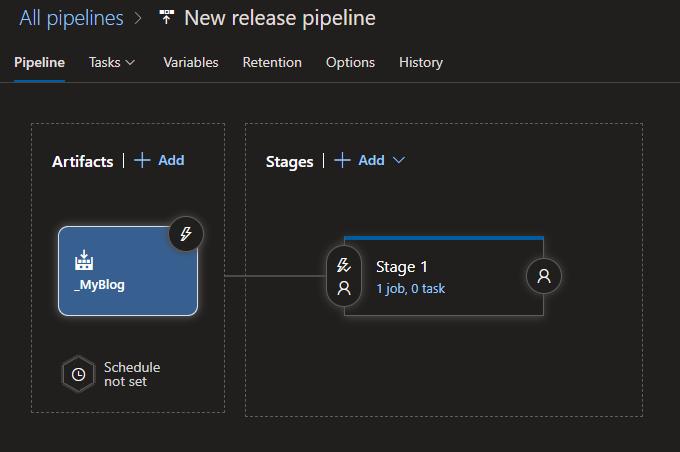 All pipelines > New release pipeline
Pipeline Tasks Variables Retention Options History
Artifacts | + Add
Stages | + Add
_MyBlog
Stage 1
1 job, 0 task
Schedule
not set